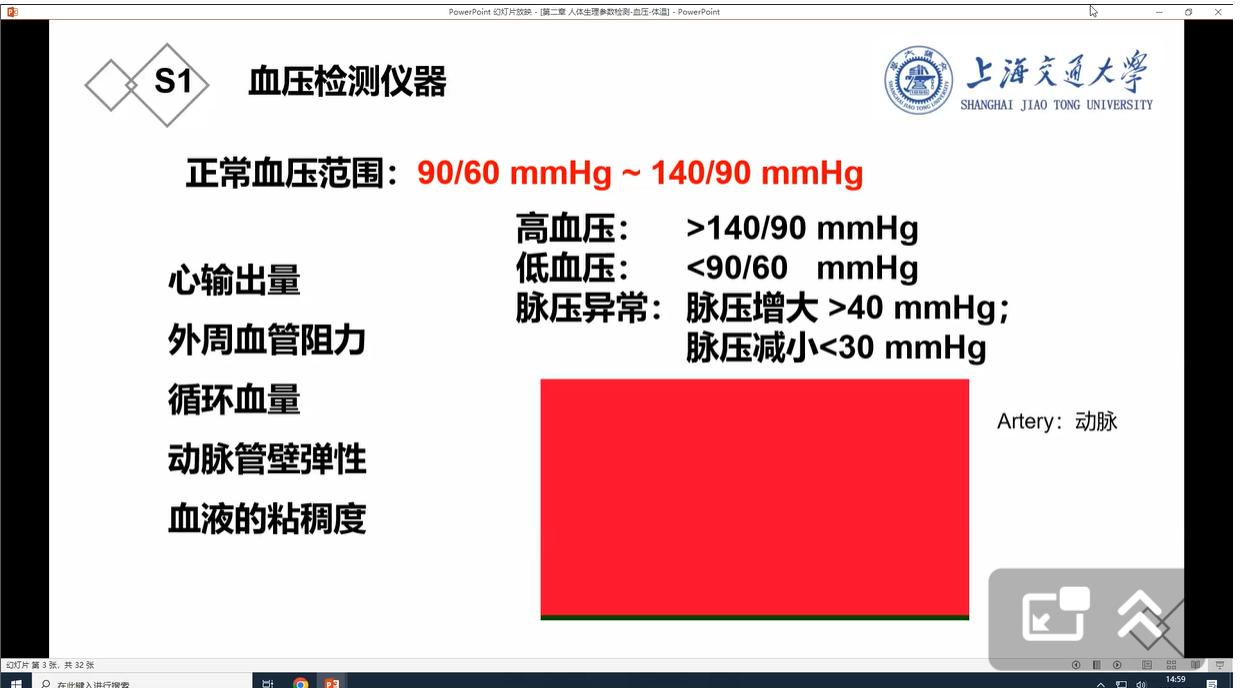 PowerPoint 幻灯片放映 - [第二章 人体生理参数检测-血压-体温] - PowerPoint
S1
血压检测仪器
上海交通大學
SHANGHAI JIAO TONG UNIVERSITY
正常血压范围：90/60 mmHg ~ 140/90 mmHg
高血压： >140/90 mmHg
低血压： <90/60 mmHg
脉压异常： 脉压增大 >40 mmHg；
脉压减小<30 mmHg
心输出量
外周血管阻力
循环血量
动脉管壁弹性
血液的粘稠度
Artery：动脉
幻灯片 第 3 张，共 32 张
在此键入进行搜索
14:59